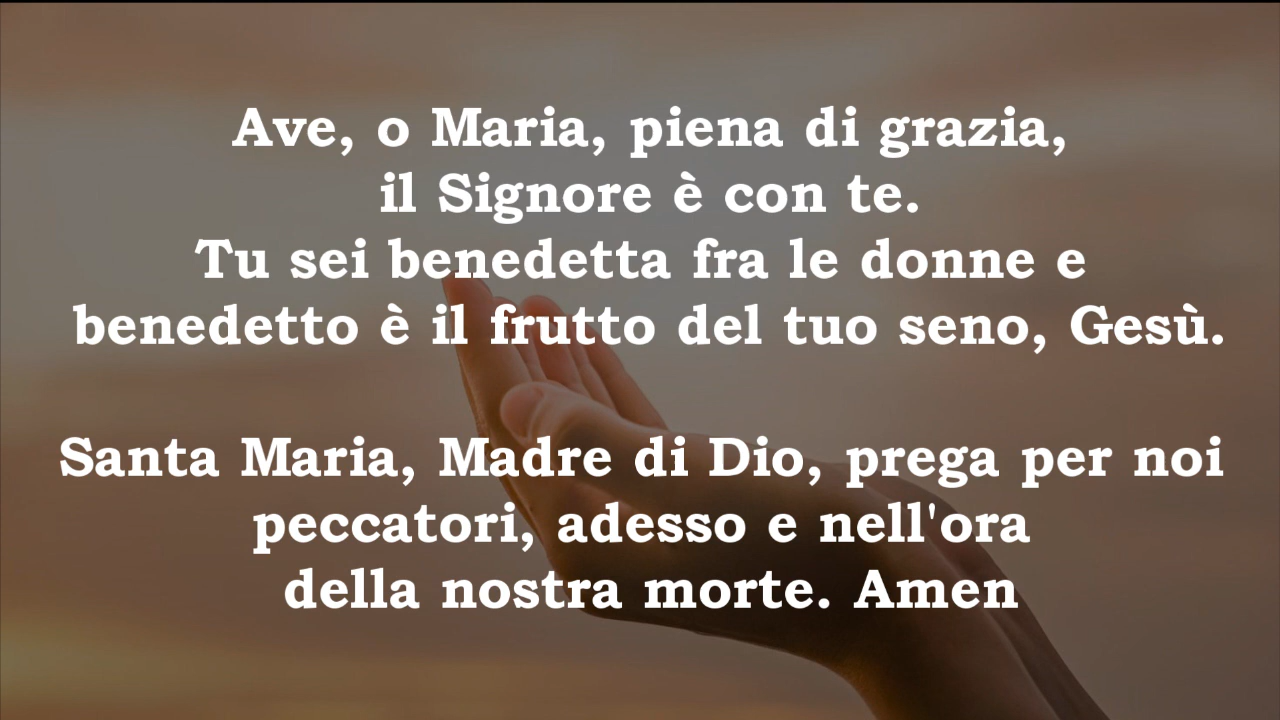 Ave, o Maria, piena di grazia,
il Signore è con te.
Tu sei benedetta fra le donne e
benedetto è il frutto del tuo seno, Gesù.
Santa Maria, Madre di Dio, prega per noi
peccatori, adesso e nell'ora
della nostra morte. Amen